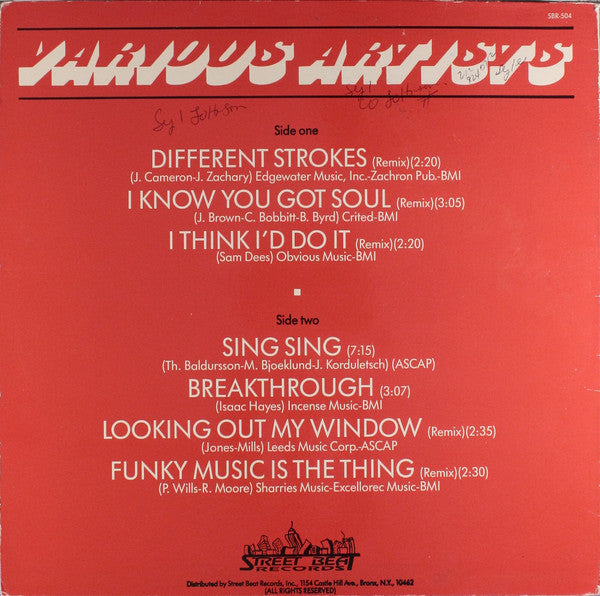 SBR-504
VARIOUS ARTISTS
Syl Johnson
Syl
Side one
DIFFERENT STROKES (Remix)(2:20)
(J. Cameron-J. Zachary) Edgewater Music, Inc.-Zachron Pub.-BMI
I KNOW YOU GOT SOUL (Remix)(3:05)
(J. Brown-C. Bobbitt-B. Byrd) Crited-BMI
I THINK I'D DO IT (Remix)(2:20)
(Sam Dees) Obvious Music-BMI
Side two
SING SING (7:15)
(Th. Baldursson-M. Bjoeklund-J. Korduletsch) (ASCAP)
BREAKTHROUGH (3:07)
(Isaac Hayes) Incense Music-BMI
LOOKING OUT MY WINDOW (Remix)(2:35)
(Jones-Mills) Leeds Music Corp.-ASCAP
FUNKY MUSIC IS THE THING (Remix)(2:30)
(P. Wills-R. Moore) Sharries Music-Excellorec Music-BMI
STREET BEAT
RECORDS
Distributed by Street Beat Records, Inc., 1154 Castle Hill Ave., Bronx, N.Y., 10462
(ALL RIGHTS RESERVED)